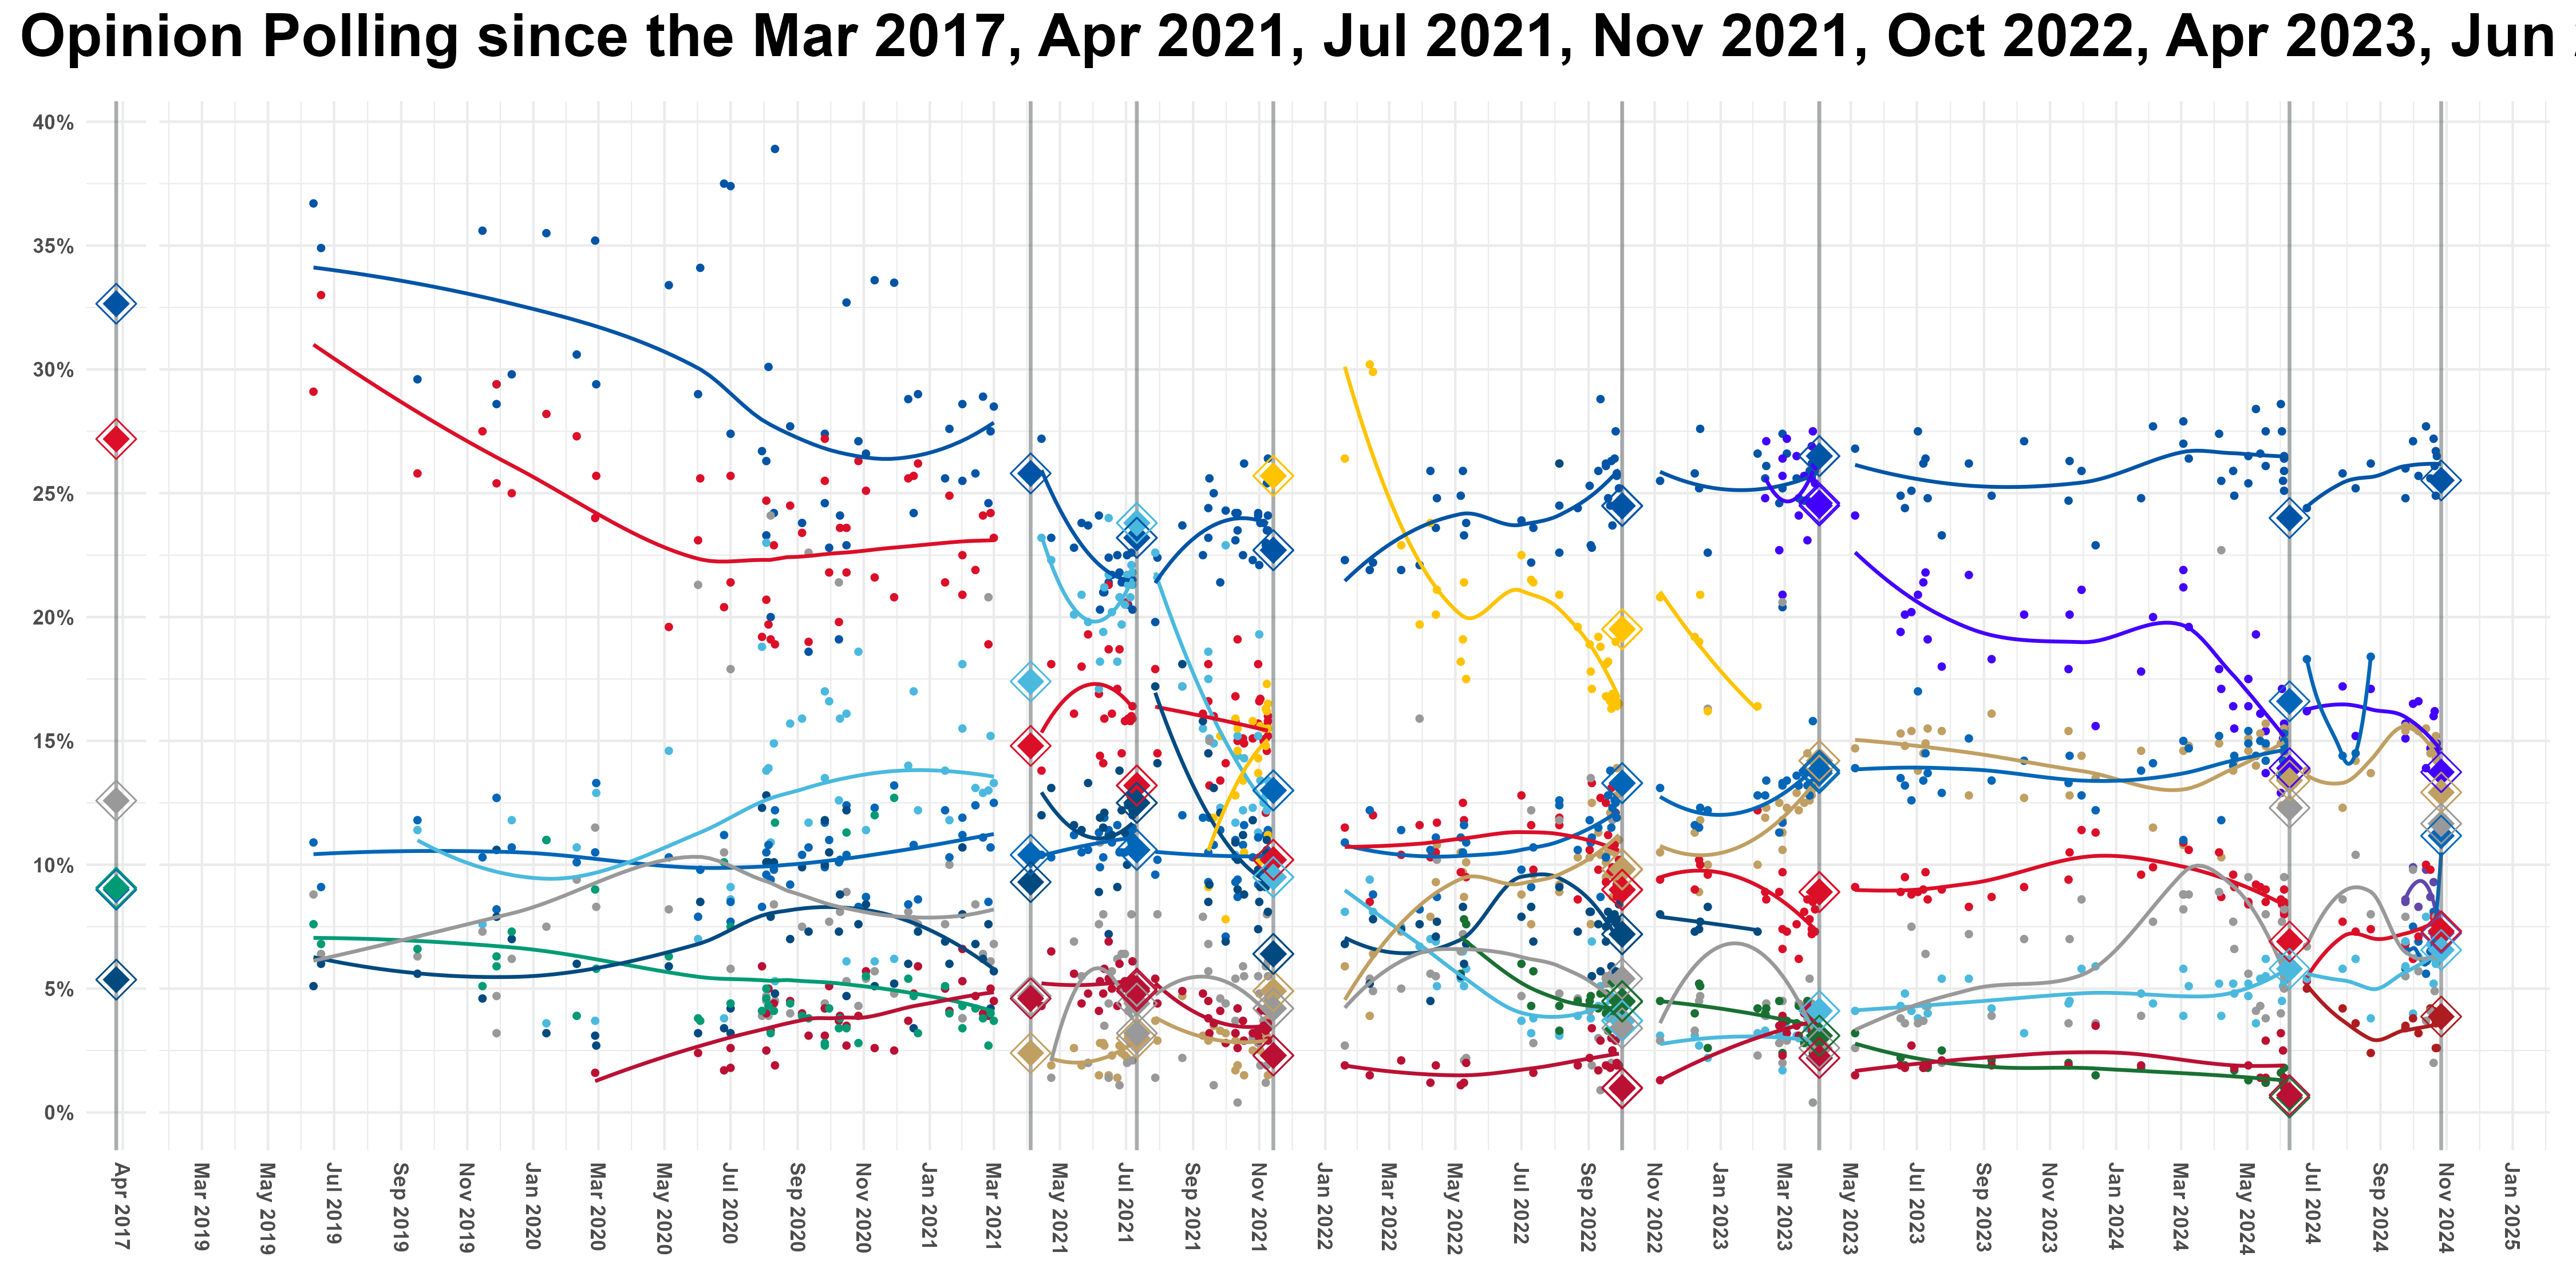 Opinion Polling since the Mar 2017, Apr 2021, Jul 2021, Nov 2021, Oct 2022, Apr 2023, Jun
40%
35%
30%
25%
20%
15%
10%
5%
0%
Apr 2017
Mar 2019
May 2019
Jul 2019
Sep 2019
Nov 2019
Jan 2020
Mar 2020
May 2020
Jul 2020
Sep 2020
Nov 2020
Jan 2021
Mar 2021
May 2021
Jul 2021
Sep 2021
Nov 2021
Jan 2022
Mar 2022
May 2022
Jul 2022
Sep 2022
Nov 2022
Jan 2023
Mar 2023
May 2023
Jul 2023
Sep 2023
Nov 2023
Jan 2024
Mar 2024
May 2024
Jul 2024
Sep 2024
Nov 2024
Jan 2025